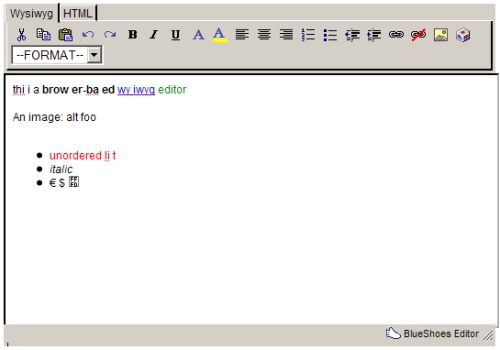 Wysiwyg HTML
B I U A A
--FORMAT--
thi i a brow er-ba ed wy iwyg editor
An image: alt foo
unordered li t
italic
€ $
BlueShoes Editor